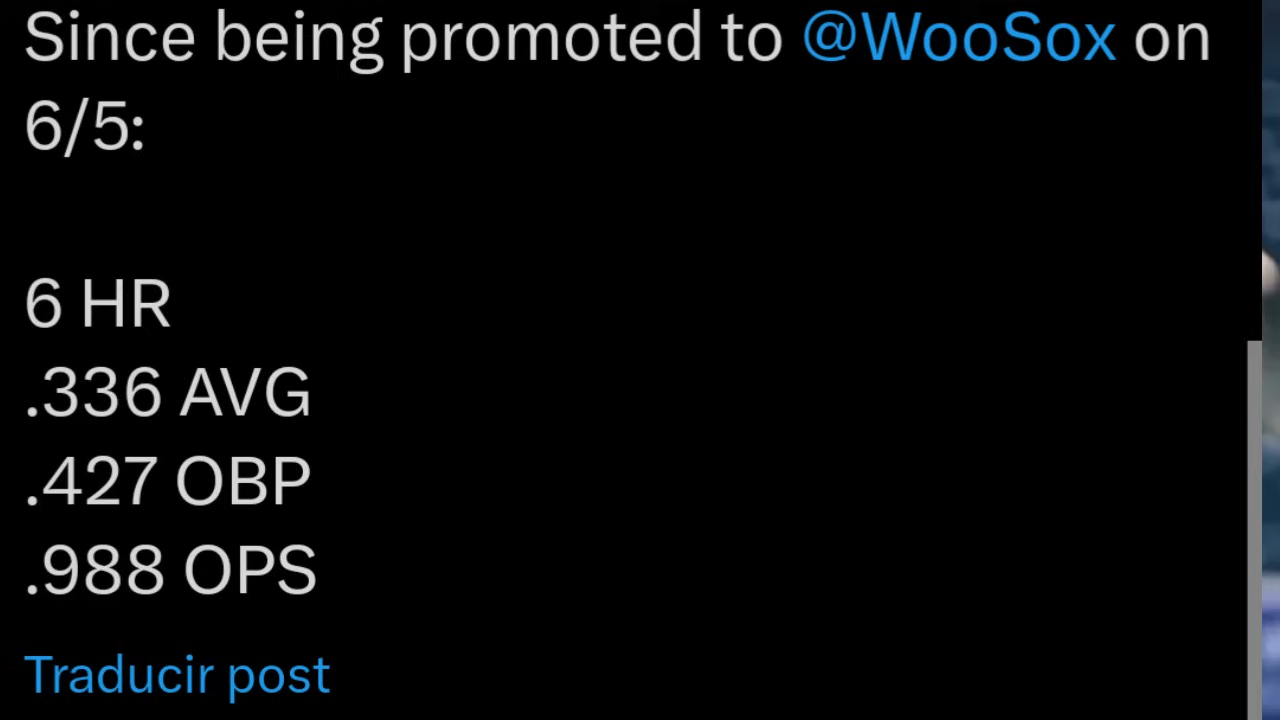 Since being promoted to @WooSox on
6/5:
6 HR
.336 AVG
.427 OBP
.988 OPS
Traducir post